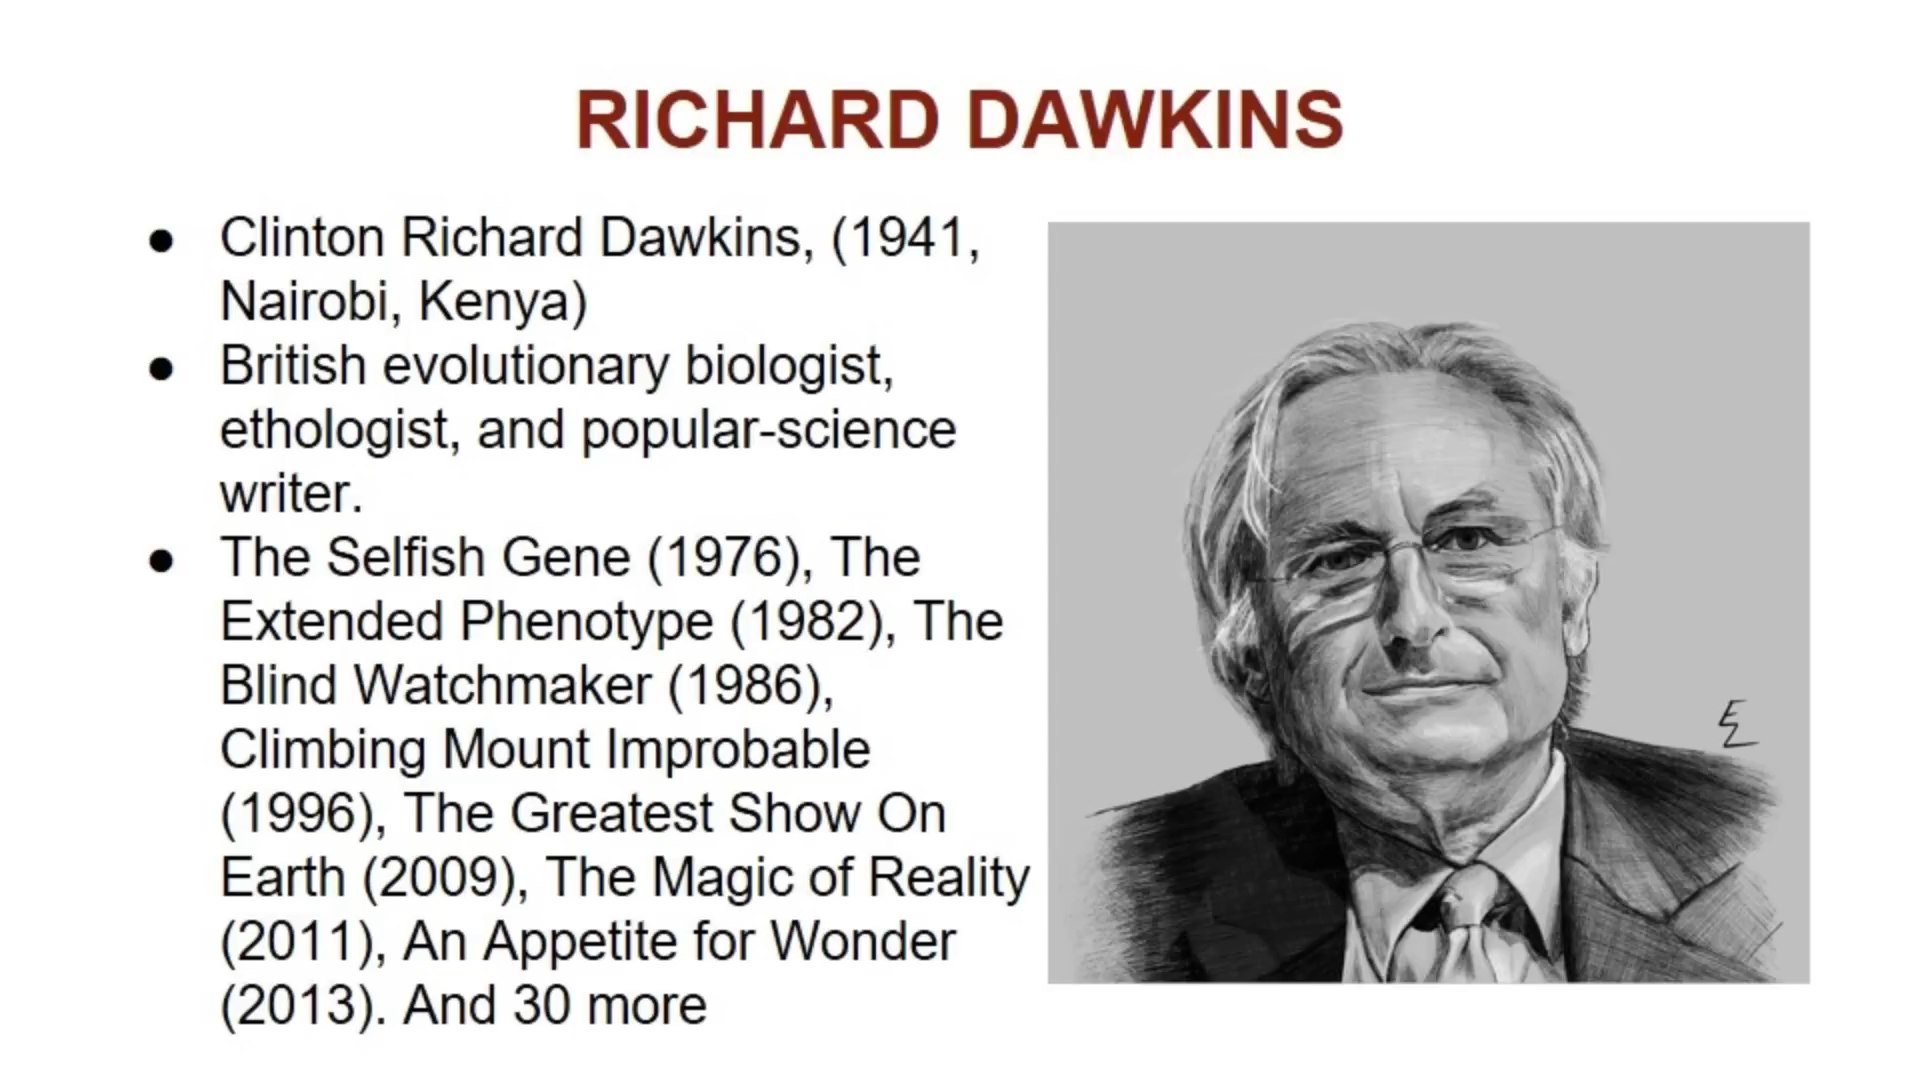 RICHARD DAWKINS
● Clinton Richard Dawkins, (1941,
Nairobi, Kenya)
● British evolutionary biologist,
ethologist, and popular-science
writer.
● The Selfish Gene (1976), The
Extended Phenotype (1982), The
Blind Watchmaker (1986),
Climbing Mount Improbable
(1996), The Greatest Show On
Earth (2009), The Magic of Reality
(2011), An Appetite for Wonder
(2013). And 30 more